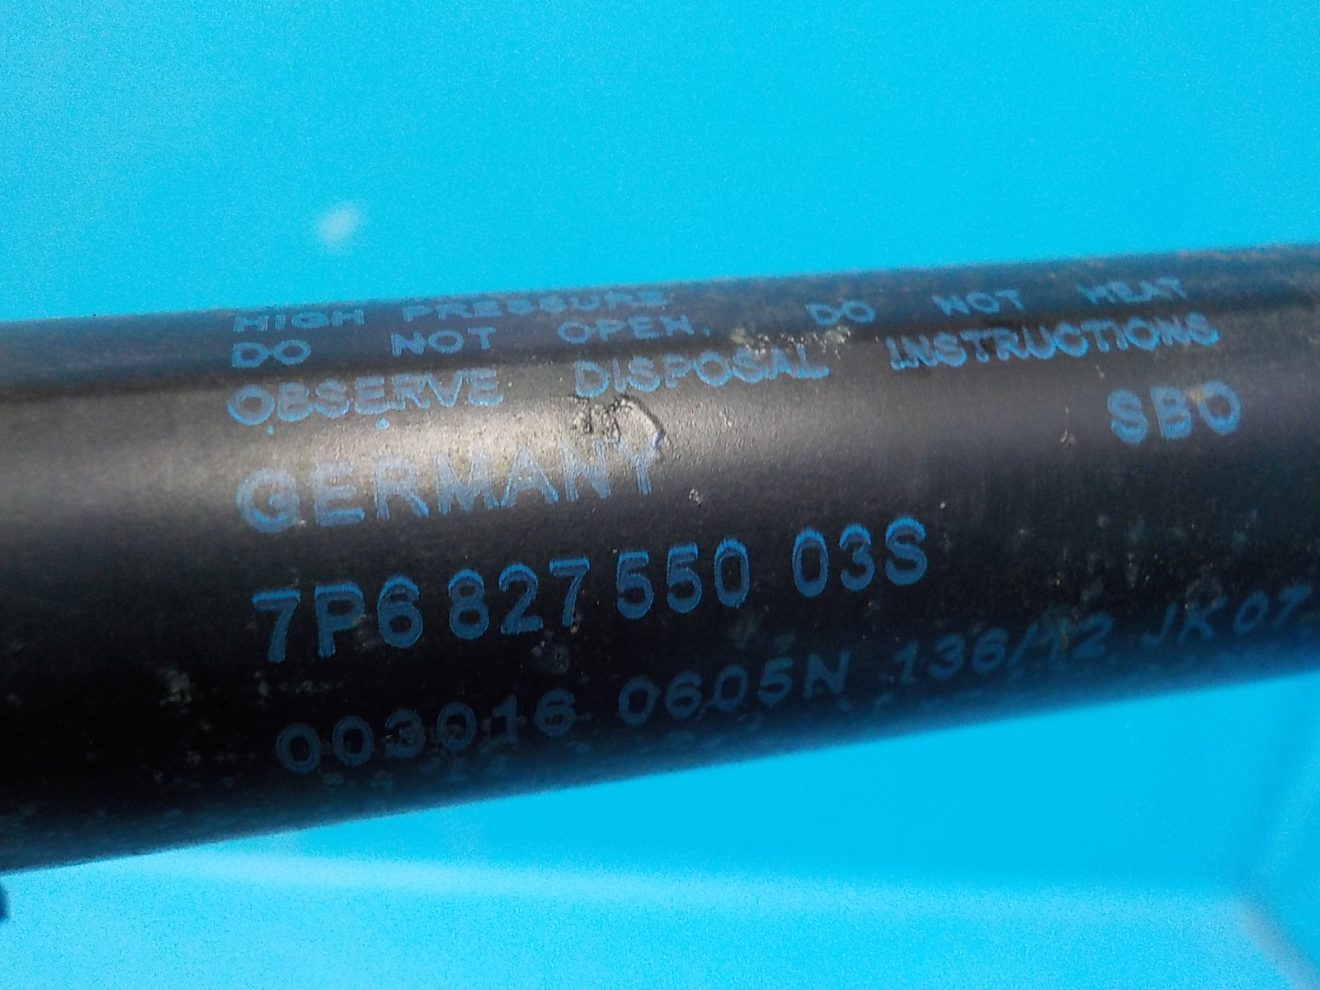 HIGH PRESSURE
DO NOT OPEN. DO NOT HEAT
OBSERVE DISPOSAL INSTRUCTIONS
GERMANY SBO
7P6 827 550 03S
003016 0605N 136/12 JK07